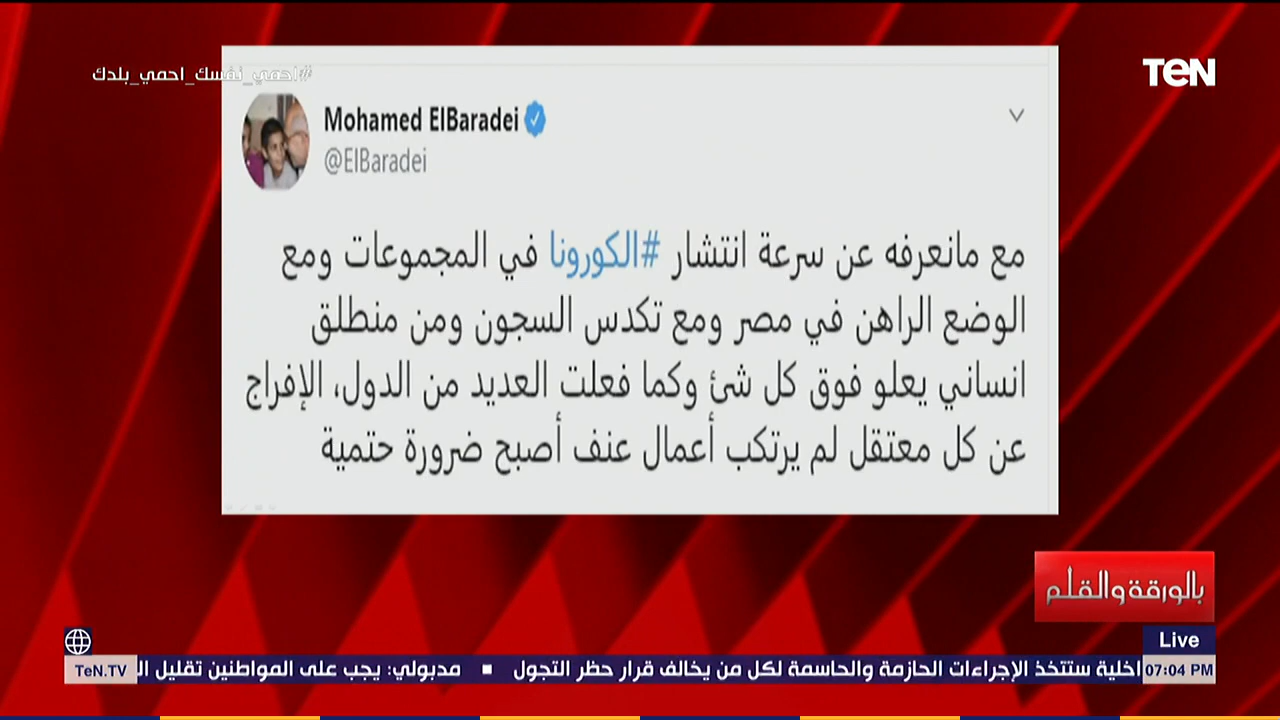 TeN
#احمي_نفسك_احمي_بلدك
Mohamed ElBaradei
@ElBaradei
مع مانعرفه عن سرعة انتشار #الكورونا في المجموعات ومع
الوضع الراهن في مصر ومع تكدس السجون ومن منطلق
انساني يعلو فوق كل شئ وكما فعلت العديد من الدول، الإفراج
عن كل معتقل لم يرتكب أعمال عنف أصبح ضرورة حتمية
بالورقة والقلم
Live
07:04 PM
اخلية ستتخذ الإجراءات الحازمة والحاسمة لكل من يخالف قرار حظر التجول ■ مدبولي: يجب على المواطنين تقليل ال
TeN.TV